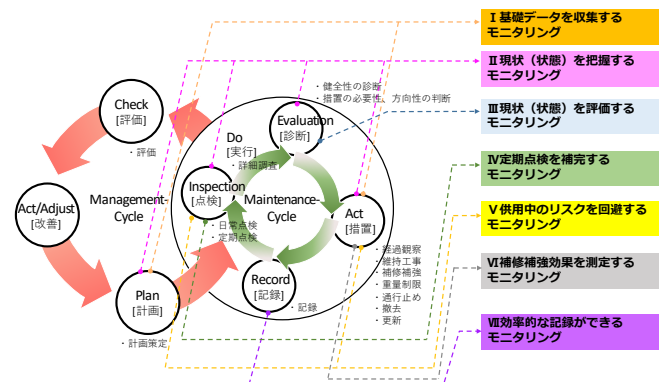 Ⅰ基礎データを収集する
モニタリング
Ⅱ現状（状態）を把握する
モニタリング
Ⅲ現状（状態）を評価する
モニタリング
Ⅳ定期点検を補完する
モニタリング
Ⅴ供用中のリスクを回避する
モニタリング
Ⅵ補修補強効果を測定する
モニタリング
Ⅶ効率的な記録ができる
モニタリング
・健全性の診断
・措置の必要性、方向性の判断
Check
[評価]
・評価
Do
[実行]
・詳細調査
Evaluation
[診断]
Inspection
[点検]
・日常点検
・定期点検
Management-
Cycle
Maintenance-
Cycle
Act/Adjust
[改善]
Act
[措置]
・経過観察
・維持工事
・補修補強
・重量制限
・通行止め
・撤去
・更新
Record
[記録]
・記録
Plan
[計画]
・計画策定